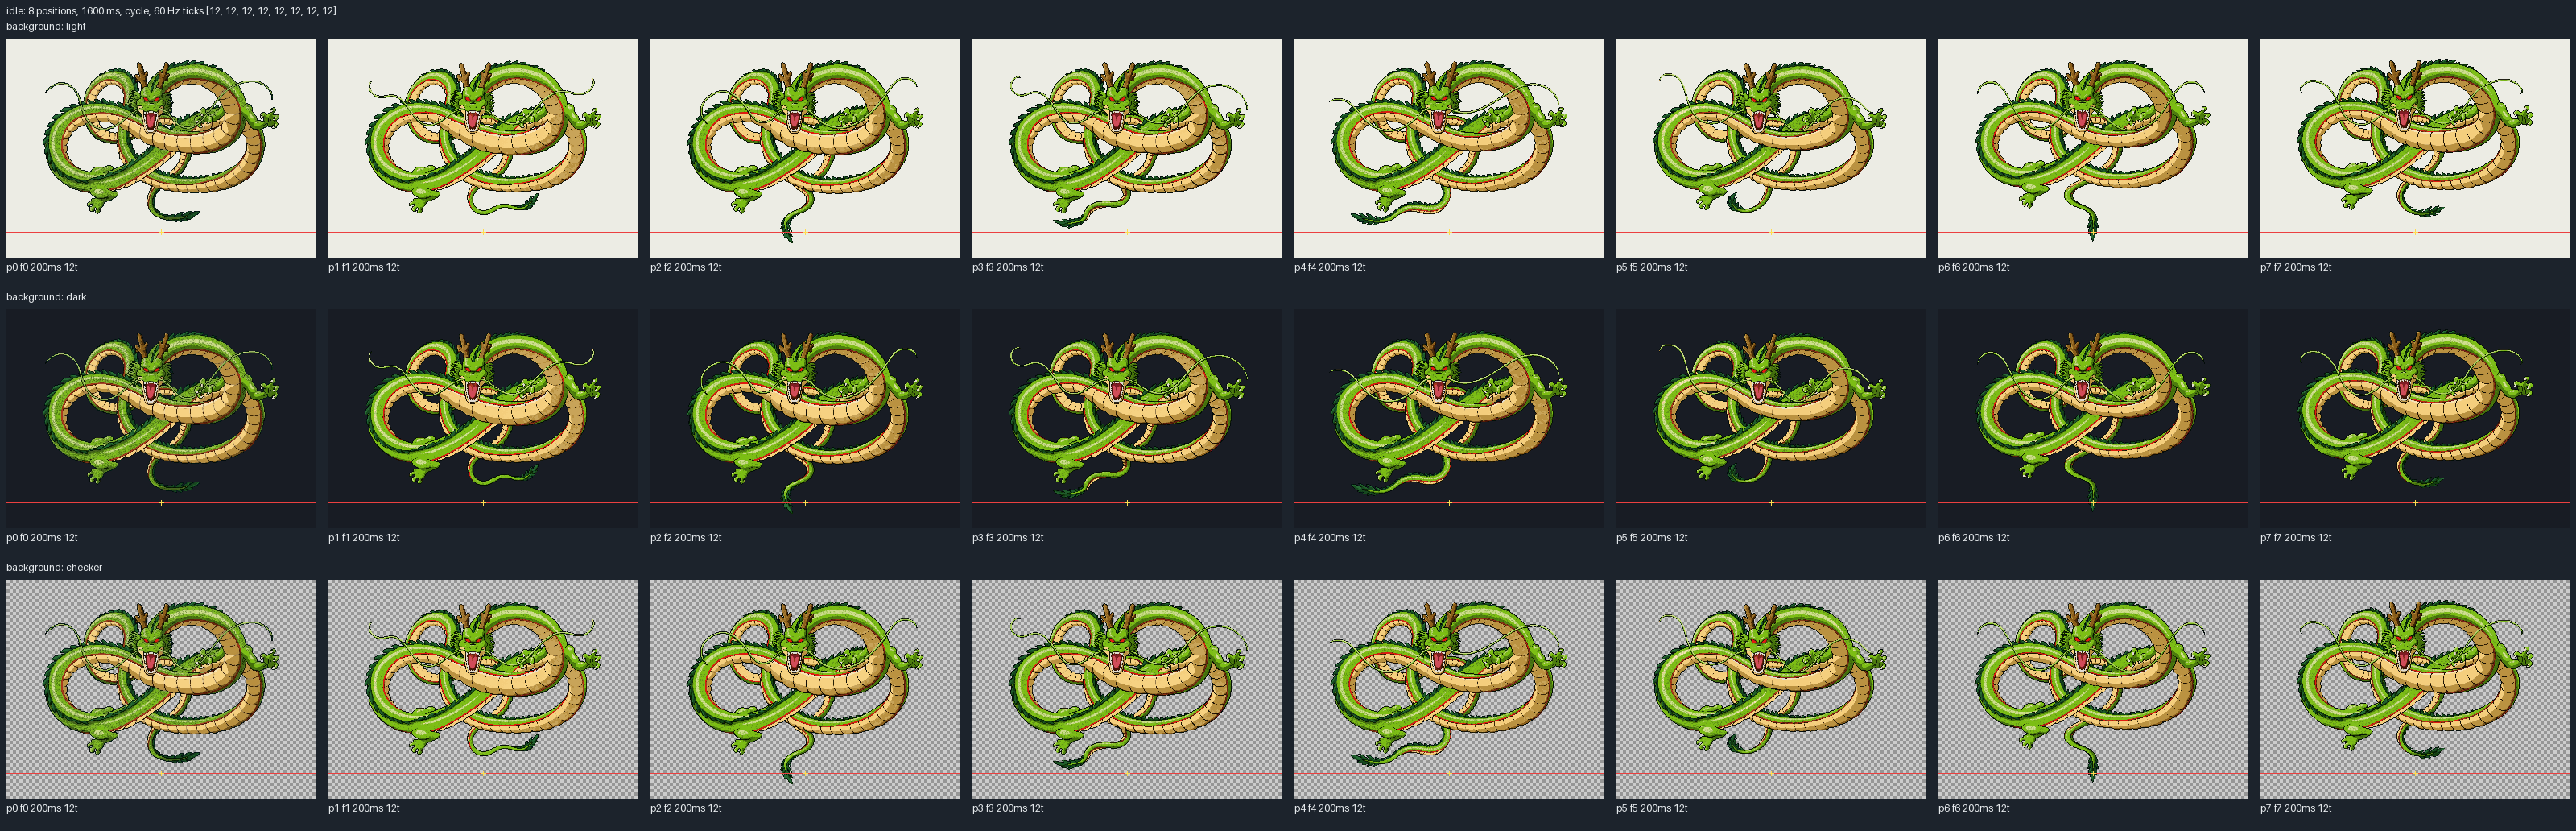 idle: 8 positions, 1600 ms, cycle, 60 Hz ticks [12, 12, 12, 12, 12, 12, 12, 12]
background: light
p0 f0 200ms 12t p1 f1 200ms 12t p2 f2 200ms 12t p3 f3 200ms 12t p4 f4 200ms 12t p5 f5 200ms 12t p6 f6 200ms 12t p7 f7 200ms 12t
background: dark
p0 f0 200ms 12t p1 f1 200ms 12t p2 f2 200ms 12t p3 f3 200ms 12t p4 f4 200ms 12t p5 f5 200ms 12t p6 f6 200ms 12t p7 f7 200ms 12t
background: checker
p0 f0 200ms 12t p1 f1 200ms 12t p2 f2 200ms 12t p3 f3 200ms 12t p4 f4 200ms 12t p5 f5 200ms 12t p6 f6 200ms 12t p7 f7 200ms 12t